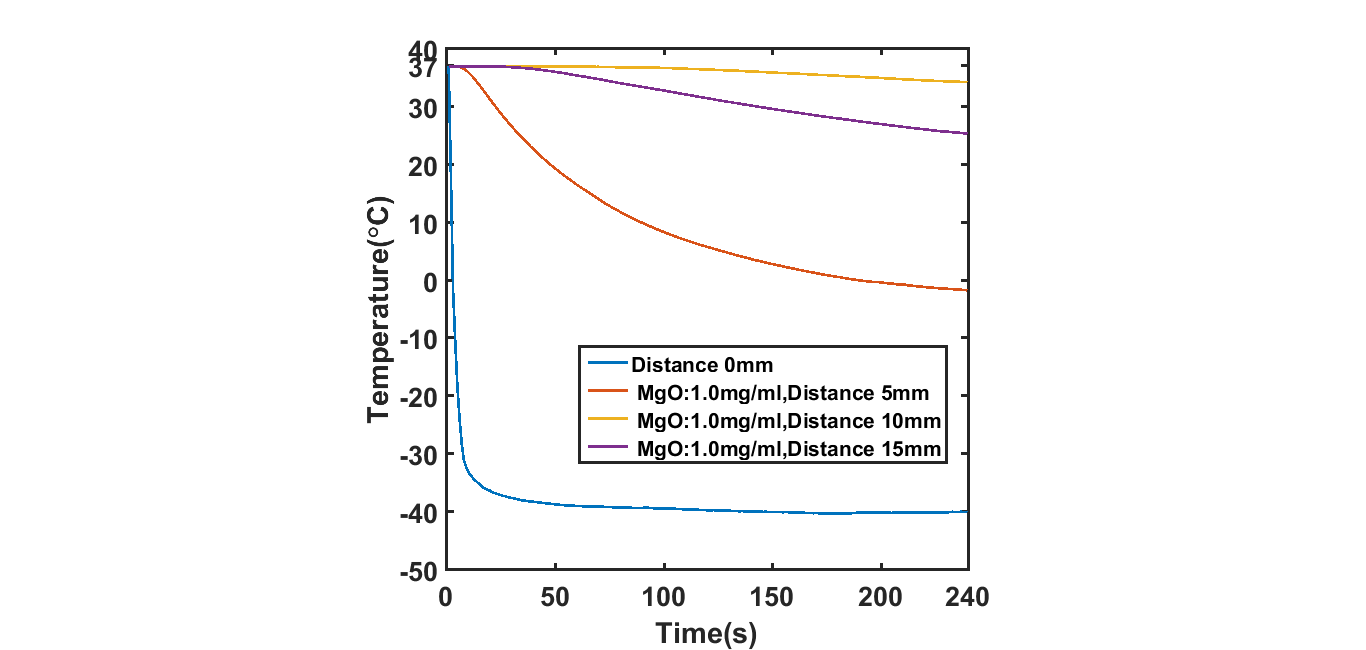 40
37
30
20
10
0
-10
-20
-30
-40
-50
Temperature(°C)
Distance 0mm
MgO:1.0mg/ml,Distance 5mm
MgO:1.0mg/ml,Distance 10mm
MgO:1.0mg/ml,Distance 15mm
0 50 100 150 200 240
Time(s)